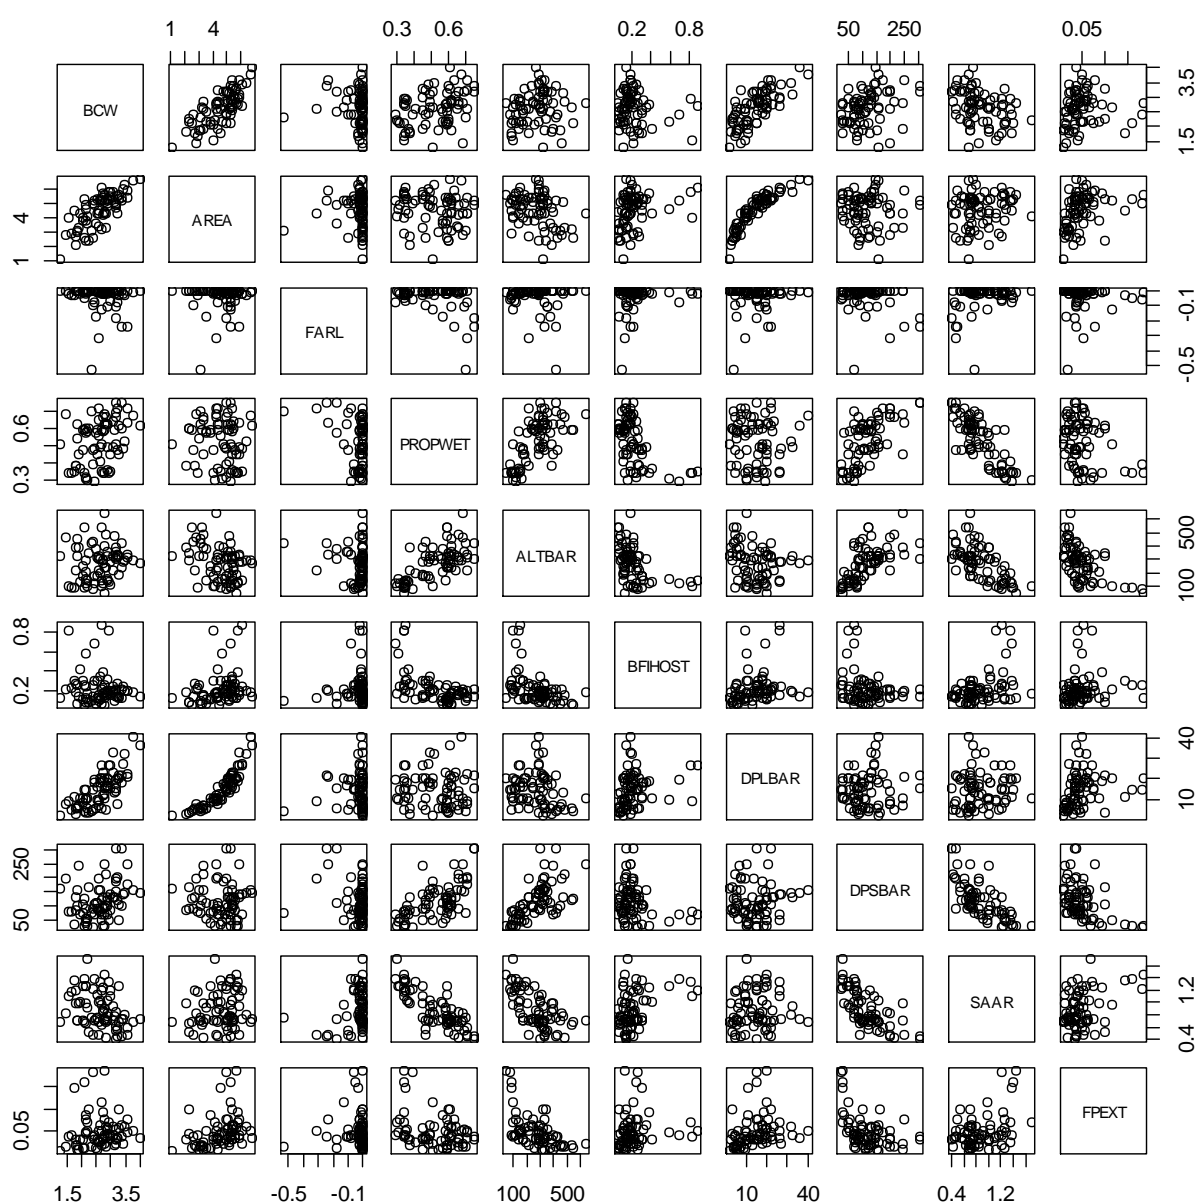 1 4 0.3 0.6 0.2 0.8 50 250 0.05
BCW 1.5 3.5
1 4 AREA
FARL -0.5 -0.1
0.3 0.6 PROPWET
ALTBAR 100 500
0.2 0.8 BFIHOST
DPLBAR 10 40
50 250 DPSBAR
SAAR 0.4 1.2
0.05 FPEXT
1.5 3.5 -0.5 -0.1 100 500 10 40 0.4 1.2